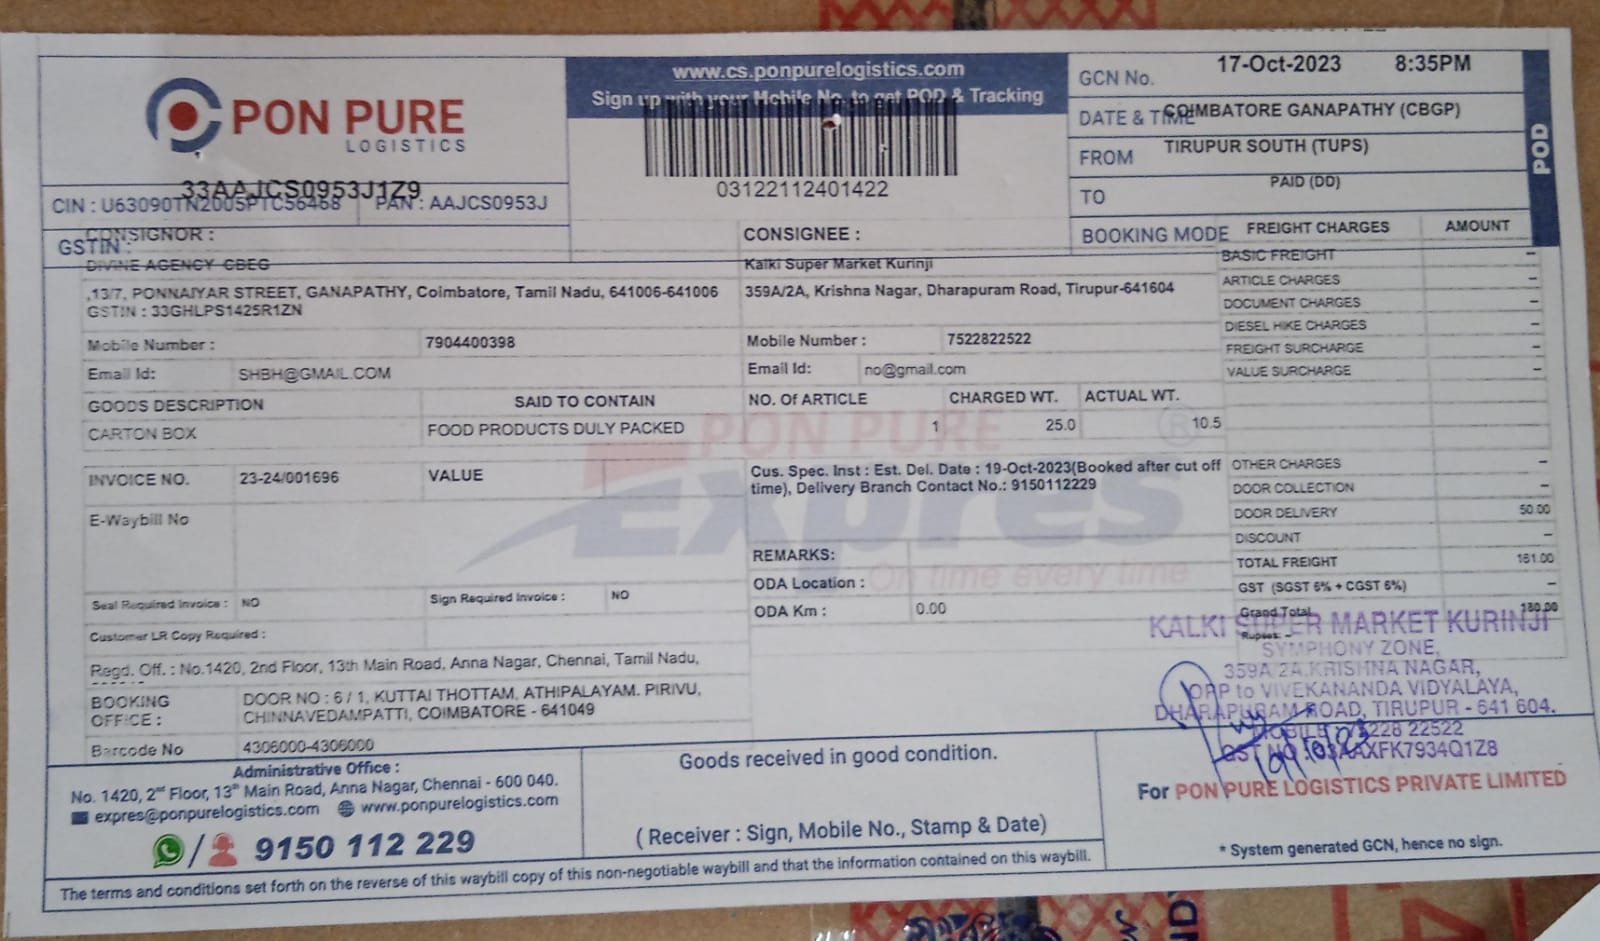 PON PURE
LOGISTICS
33AAJCS0953J1Z9
CIN : U63090TN2005PTC56468 PAN : AAJCS0953J
GSTIN :
www.cs.ponpurelogistics.com
Sign up with your Mobile No. to get POD & Tracking
03122112401422
GCN No. 17-Oct-2023 8:35PM
DATE & TIME COIMBATORE GANAPATHY (CBGP)
FROM TIRUPUR SOUTH (TUPS)
TO PAID (DD)
BOOKING MODE
POD
CONSIGNOR :
DIVINE AGENCY CBEG
,13/7, PONNAIYAR STREET, GANAPATHY, Coimbatore, Tamil Nadu, 641006-641006
GSTIN : 33GHLPS1425R1ZN
Mobile Number : 7904400398
Email Id: SHBH@GMAIL.COM
CONSIGNEE :
Kalki Super Market Kurinji
359A/2A, Krishna Nagar, Dharapuram Road, Tirupur-641604
Mobile Number : 7522822522
Email Id: no@gmail.com
GOODS DESCRIPTION SAID TO CONTAIN NO. Of ARTICLE CHARGED WT. ACTUAL WT.
CARTON BOX FOOD PRODUCTS DULY PACKED 1 25.0 10.5
INVOICE NO. 23-24/001696 VALUE
E-Waybill No
Seal Required Invoice : NO Sign Required Invoice : NO
Customer LR Copy Required :
Regd. Off. : No.1420, 2nd Floor, 13th Main Road, Anna Nagar, Chennai, Tamil Nadu,
BOOKING OFFICE : DOOR NO : 6 / 1, KUTTAI THOTTAM, ATHIPALAYAM. PIRIVU,
CHINNAVEDAMPATTI, COIMBATORE - 641049
Barcode No 4306000-4306000
Cus. Spec. Inst : Est. Del. Date : 19-Oct-2023(Booked after cut off
time), Delivery Branch Contact No.: 9150112229
REMARKS:
ODA Location :
ODA Km : 0.00
PON PURE
Expres
On time every time
FREIGHT CHARGES AMOUNT
BASIC FREIGHT -
ARTICLE CHARGES -
DOCUMENT CHARGES -
DIESEL HIKE CHARGES -
FREIGHT SURCHARGE -
VALUE SURCHARGE -
OTHER CHARGES -
DOOR COLLECTION -
DOOR DELIVERY 50.00
DISCOUNT -
TOTAL FREIGHT 161.00
GST (SGST 6% + CGST 6%) -
Grand Total 180.00
Rupees: -
KALKI SUPER MARKET KURINJI
SYMPHONY ZONE,
359A/2A,KRISHNA NAGAR,
OPP to VIVEKANANDA VIDYALAYA,
DHARAPURAM ROAD, TIRUPUR - 641 604.
22522
Administrative Office :
No. 1420, 2nd Floor, 13th Main Road, Anna Nagar, Chennai - 600 040.
expres@ponpurelogistics.com www.ponpurelogistics.com
9150 112 229
Goods received in good condition.
( Receiver : Sign, Mobile No., Stamp & Date)
For PON PURE LOGISTICS PRIVATE LIMITED
* System generated GCN, hence no sign.
The terms and conditions set forth on the reverse of this waybill copy of this non-negotiable waybill and that the information contained on this waybill.